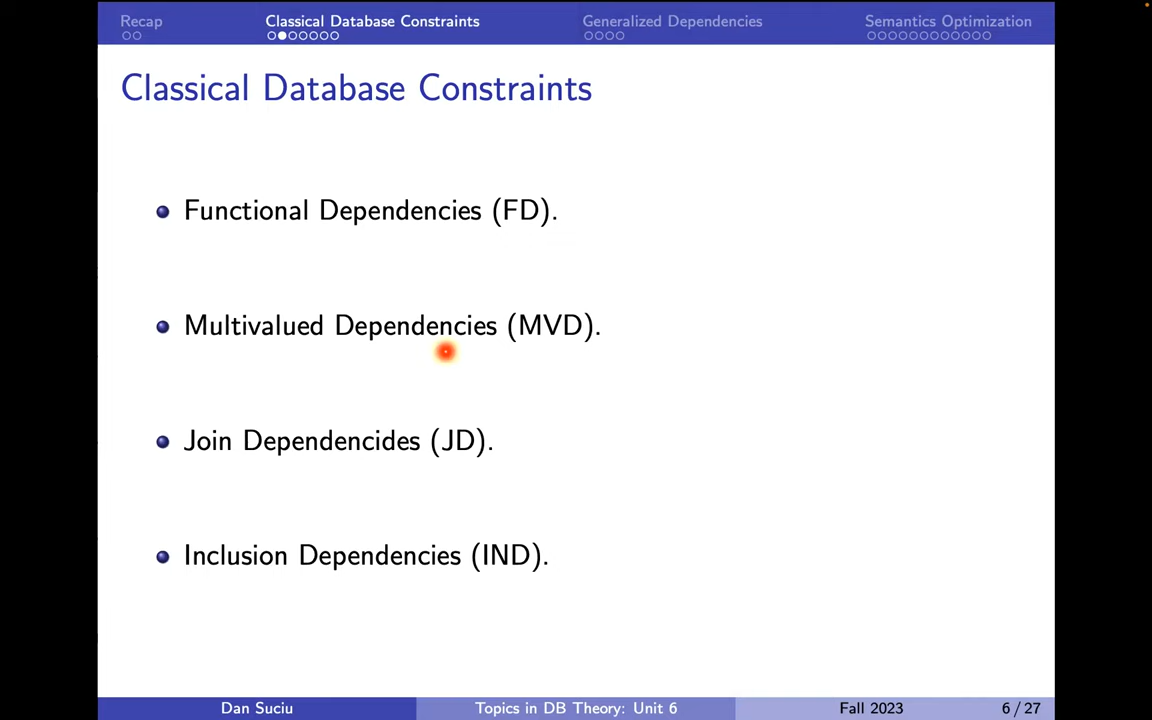 Recap Classical Database Constraints Generalized Dependencies Semantics Optimization
Classical Database Constraints
Functional Dependencies (FD).
Multivalued Dependencies (MVD).
Join Dependencides (JD).
Inclusion Dependencies (IND).
Dan Suciu Topics in DB Theory: Unit 6 Fall 2023 6 / 27